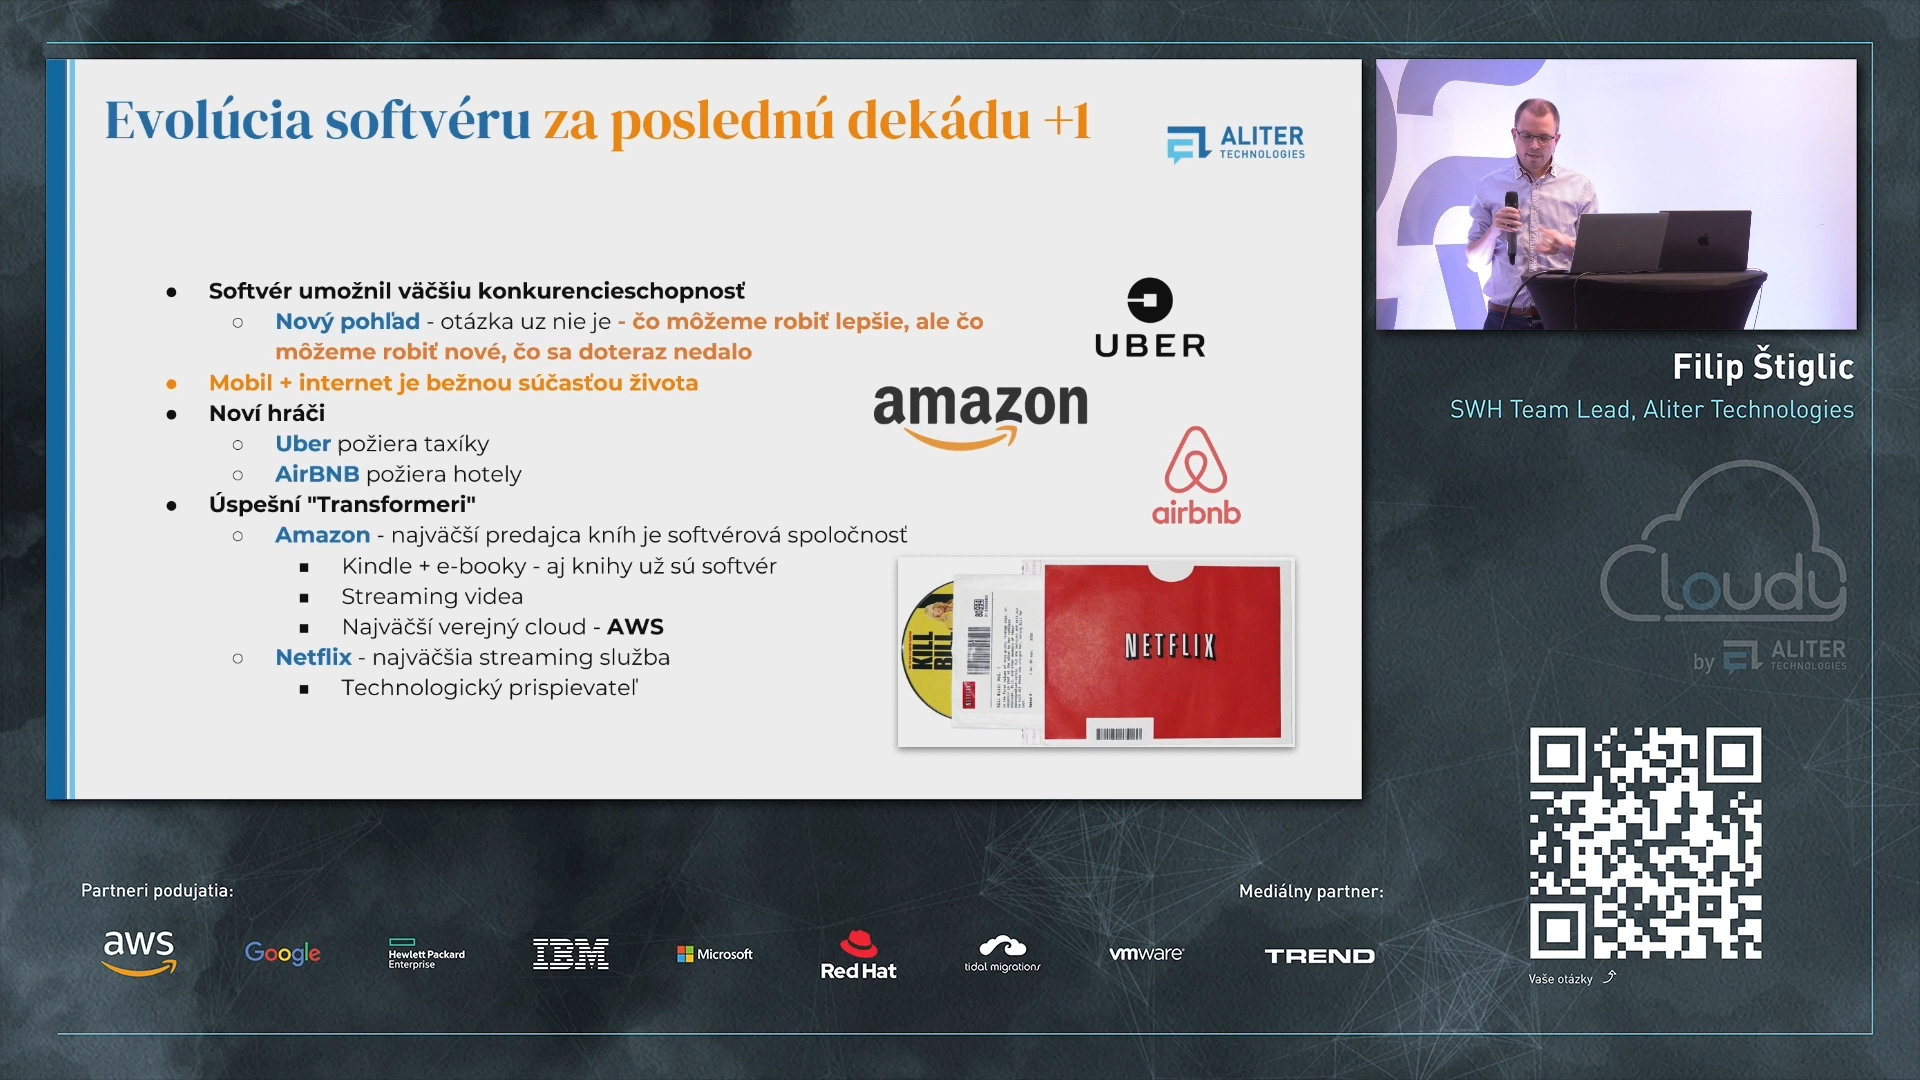 Evolúcia softvéru za poslednú dekádu +1
ALITER
TECHNOLOGIES
● Softvér umožnil väčšiu konkurencieschopnosť
○ Nový pohľad - otázka uz nie je - čo môžeme robiť lepšie, ale čo
môžeme robiť nové, čo sa doteraz nedalo
● Mobil + internet je bežnou súčasťou života
● Noví hráči
○ Uber požiera taxíky
○ AirBNB požiera hotely
● Úspešní "Transformeri"
○ Amazon - najväčší predajca kníh je softvérová spoločnosť
■ Kindle + e-booky - aj knihy už sú softvér
■ Streaming videa
■ Najväčší verejný cloud - AWS
○ Netflix - najväčšia streaming služba
■ Technologický prispievateľ
UBER
amazon
airbnb
KILL
BILL
NETFLIX
Filip Štiglic
SWH Team Lead, Aliter Technologies
Cloudy
by ALITER
TECHNOLOGIES
Vaše otázky
Partneri podujatia:
aws
Google
Hewlett Packard
Enterprise
IBM
Microsoft
Red Hat
tidal migrations
vmware
Mediálny partner:
TREND